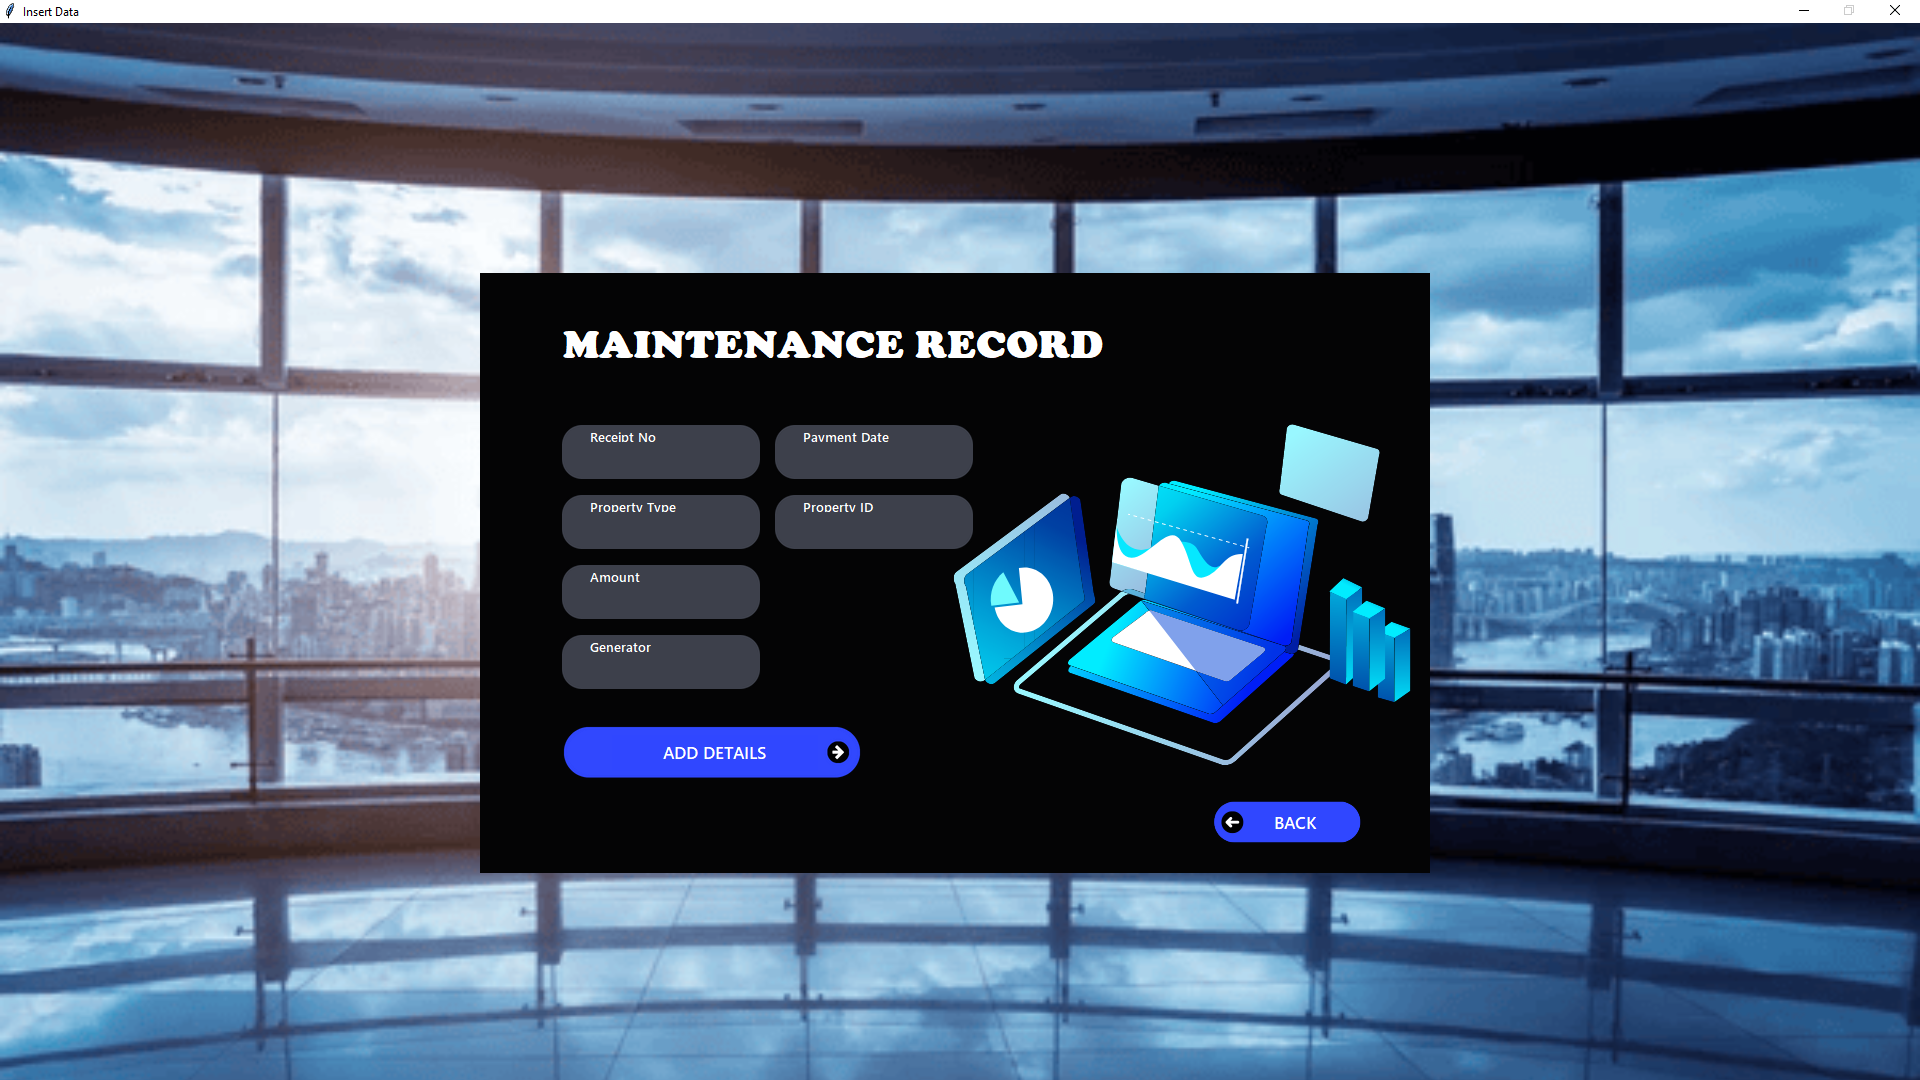 Insert Data
MAINTENANCE RECORD
Receipt No
Payment Date
Property Type
Property ID
Amount
Generator
ADD DETAILS
BACK